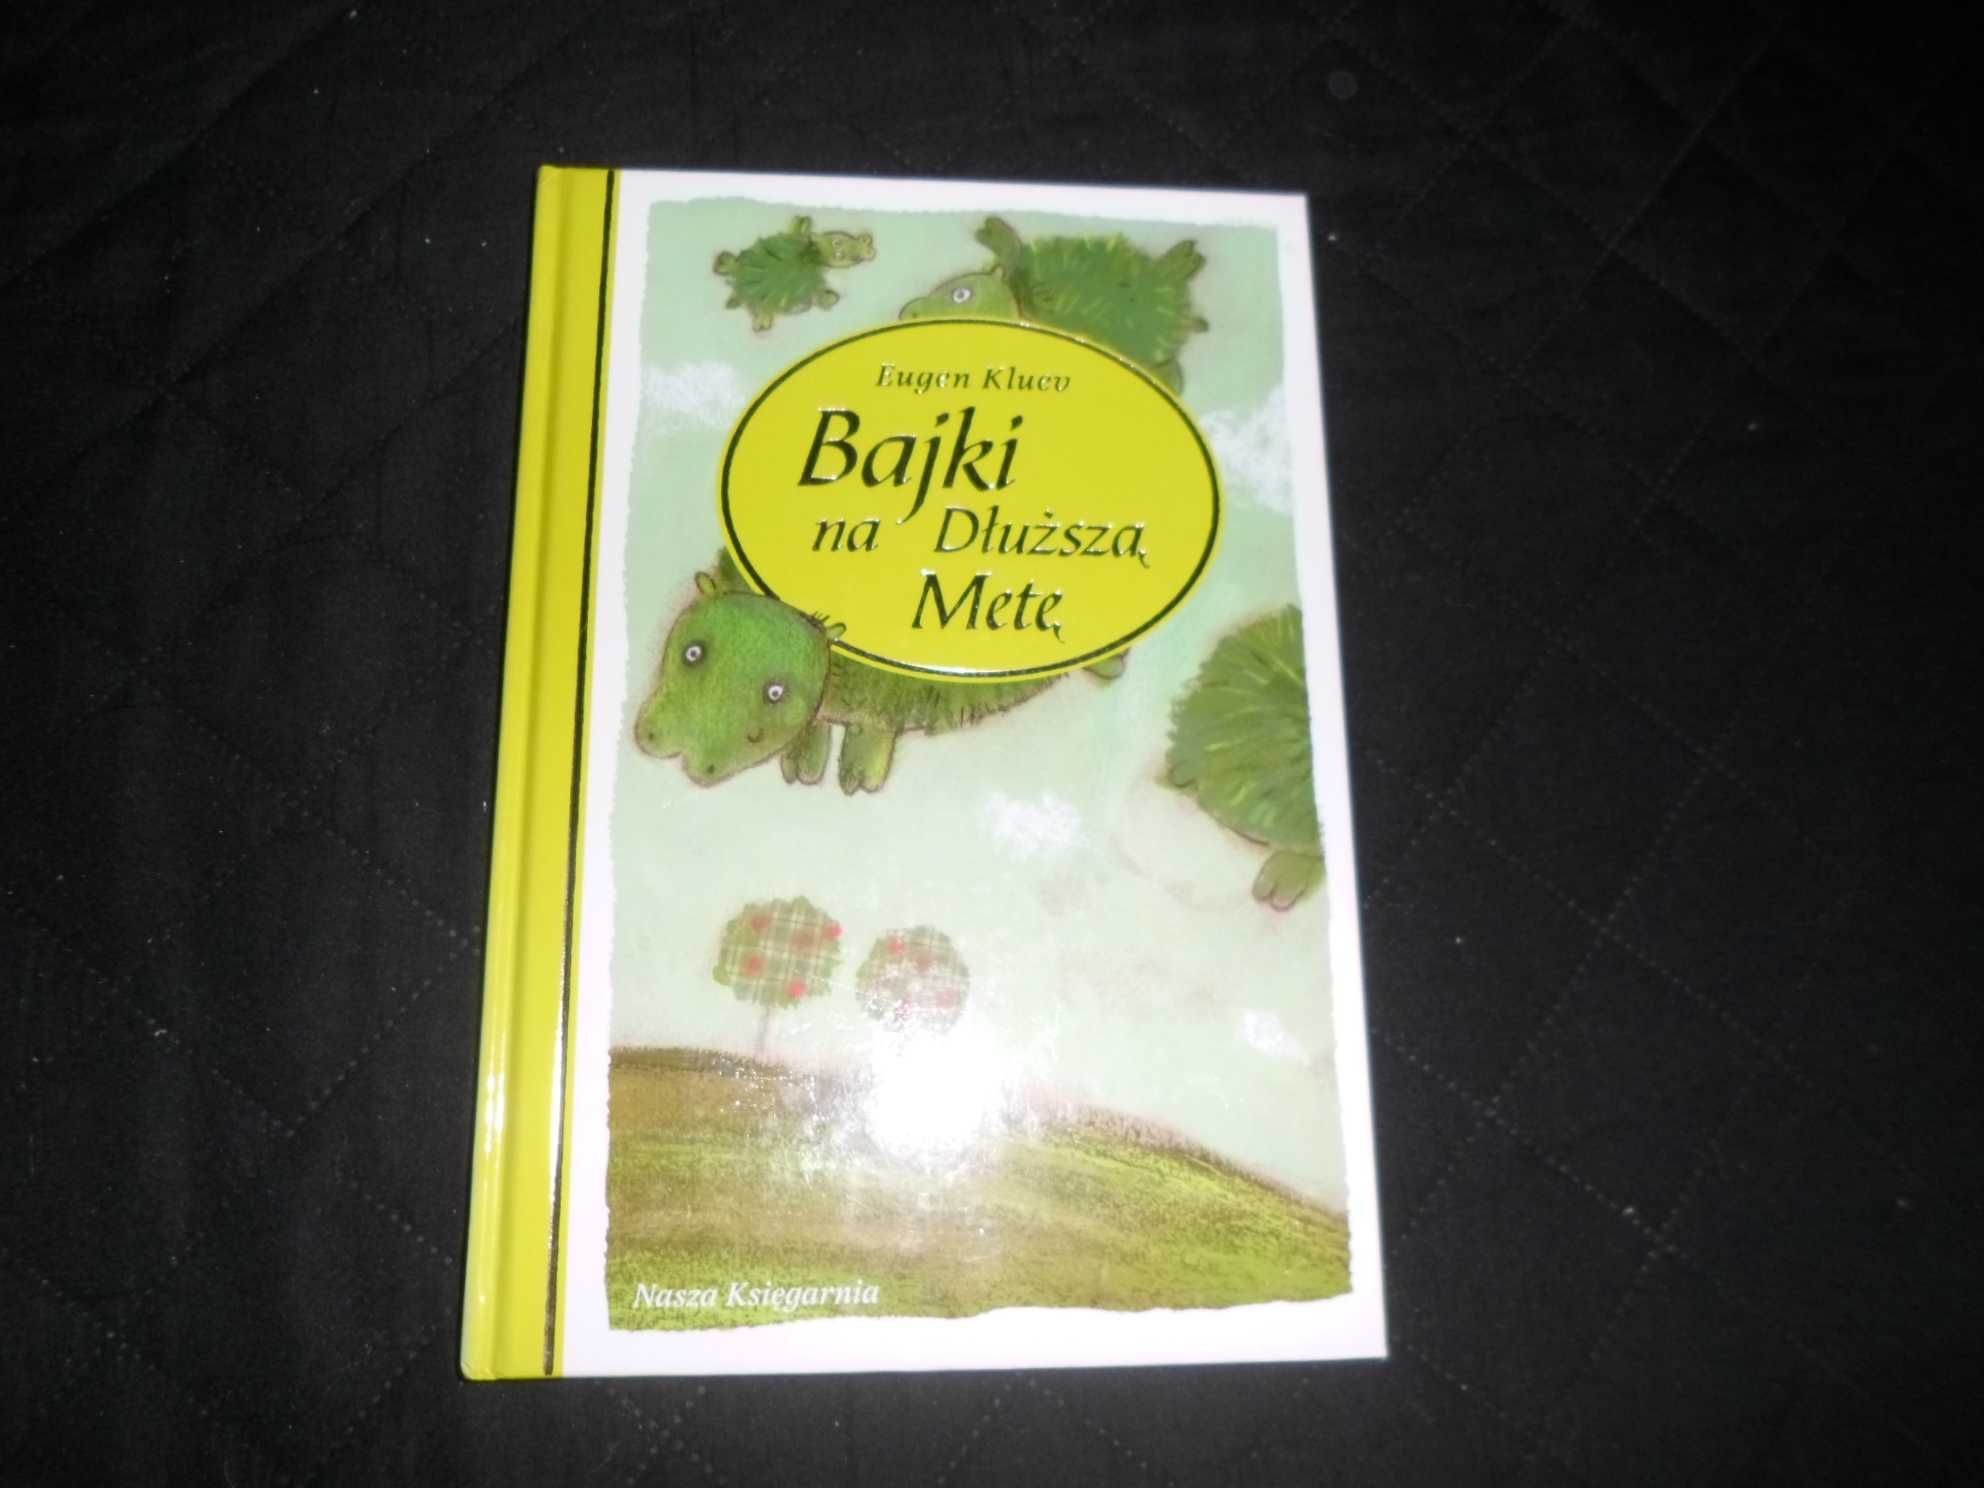 Eugen Kluev
Bajki
na Dłuższą
Metę
Nasza Księgarnia